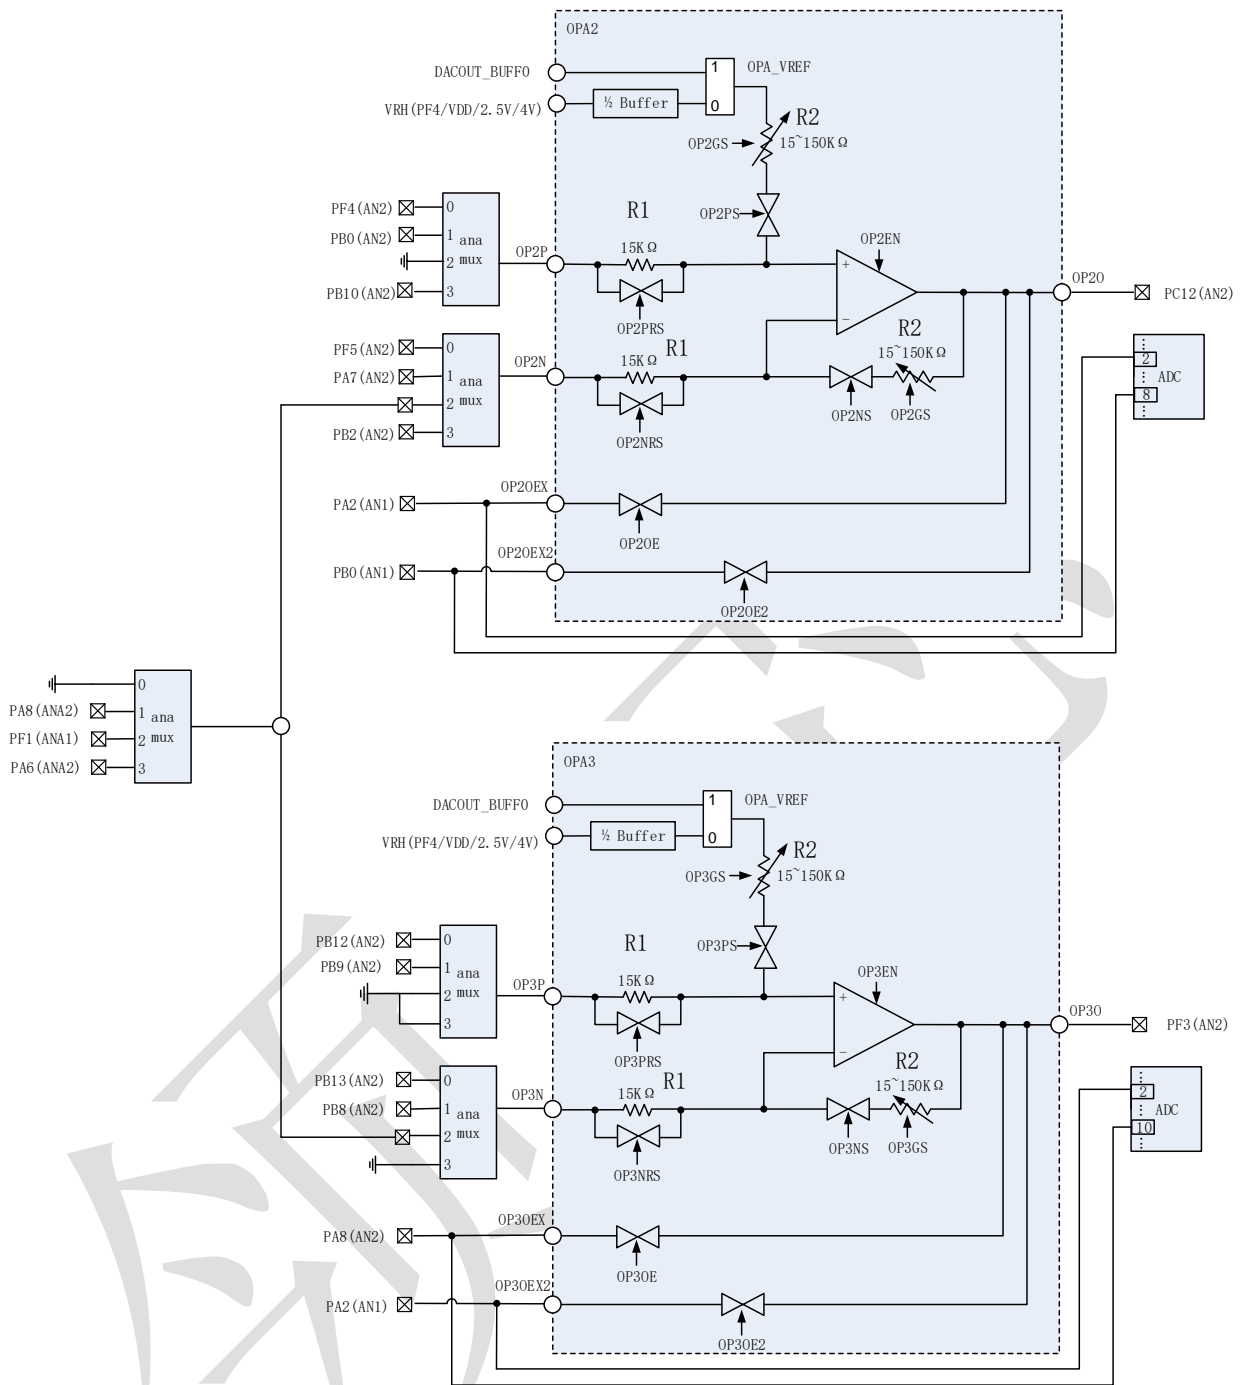 OPA2
DACOUT_BUFF0
1
OPA_VREF
VRH(PF4/VDD/2.5V/4V)
½ Buffer
0
R2
OP2GS
15~150KΩ
PF4(AN2)
0
R1
OP2PS
PB0(AN2)
1
ana
mux
OP2P
15KΩ
OP2EN
2
+
OP2O
PB10(AN2)
3
PC12(AN2)
OP2PRS
−
R2
PF5(AN2)
0
R1
15~150KΩ
OP2N
15KΩ
2
ADC
8
PA7(AN2)
1
ana
mux
2
OP2NS
OP2GS
PB2(AN2)
3
OP2NRS
OP2OEX
PA2(AN1)
OP2OE
OP2OEX2
PB0(AN1)
OP2OE2
0
PA8(ANA2)
1
ana
mux
PF1(ANA1)
2
PA6(ANA2)
3
OPA3
DACOUT_BUFF0
1
OPA_VREF
VRH(PF4/VDD/2.5V/4V)
½ Buffer
0
R2
OP3GS
15~150KΩ
PB12(AN2)
0
R1
OP3PS
PB9(AN2)
1
ana
mux
OP3P
15KΩ
OP3EN
2
+
OP3O
3
PF3(AN2)
OP3PRS
−
R2
PB13(AN2)
0
R1
15~150KΩ
OP3N
15KΩ
2
ADC
10
PB8(AN2)
1
ana
mux
2
OP3NS
OP3GS
3
OP3NRS
OP3OEX
PA8(AN2)
OP3OE
OP3OEX2
PA2(AN1)
OP3OE2